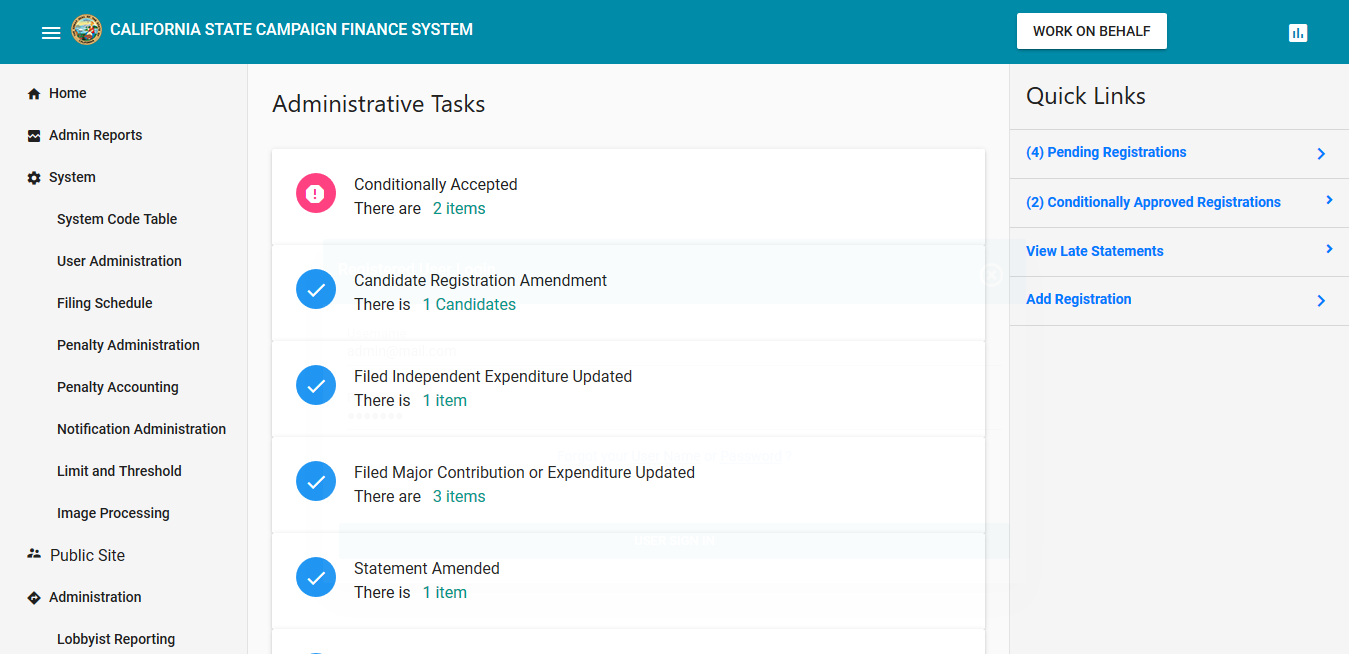 CALIFORNIA STATE CAMPAIGN FINANCE SYSTEM
WORK ON BEHALF
Home
Admin Reports
System
System Code Table
User Administration
Filing Schedule
Penalty Administration
Penalty Accounting
Notification Administration
Limit and Threshold
Image Processing
Public Site
Administration
Lobbyist Reporting
Administrative Tasks
Conditionally Accepted
There are 2 items
Candidate Registration Amendment
There is 1 Candidates
Filed Independent Expenditure Updated
There is 1 item
Filed Major Contribution or Expenditure Updated
There are 3 items
Statement Amended
There is 1 item
Quick Links
(4) Pending Registrations
(2) Conditionally Approved Registrations
View Late Statements
Add Registration